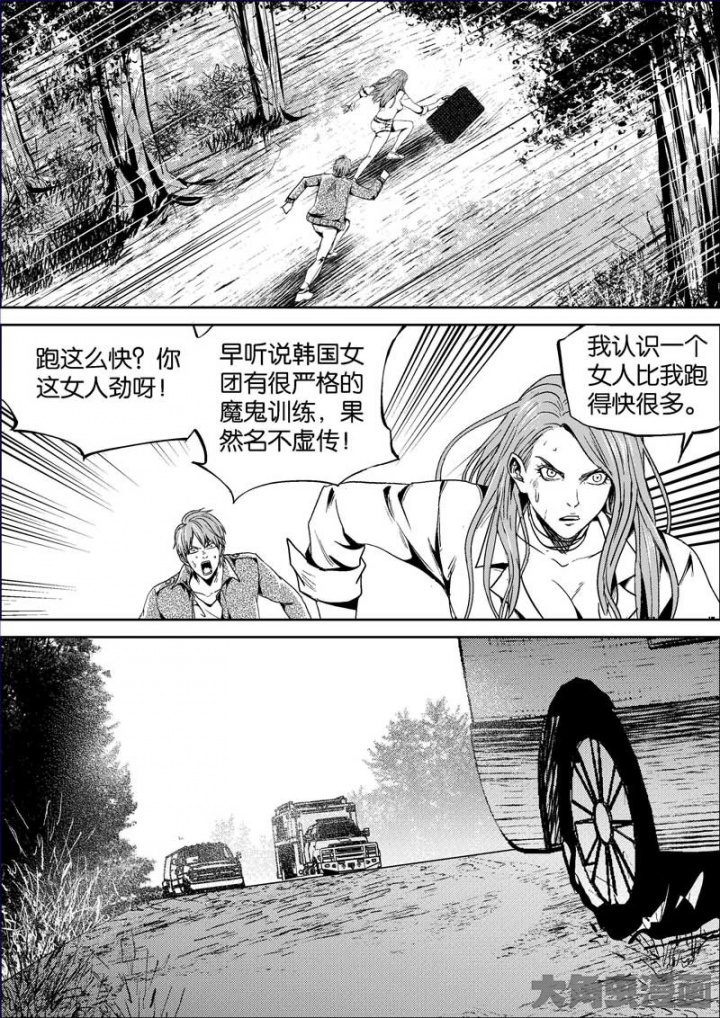 跑这么快？你
这女人劲呀！
早听说韩国女
团有很严格的
魔鬼训练，果
然名不虚传！
我认识一个
女人比我跑
得快很多。
大角虫漫画